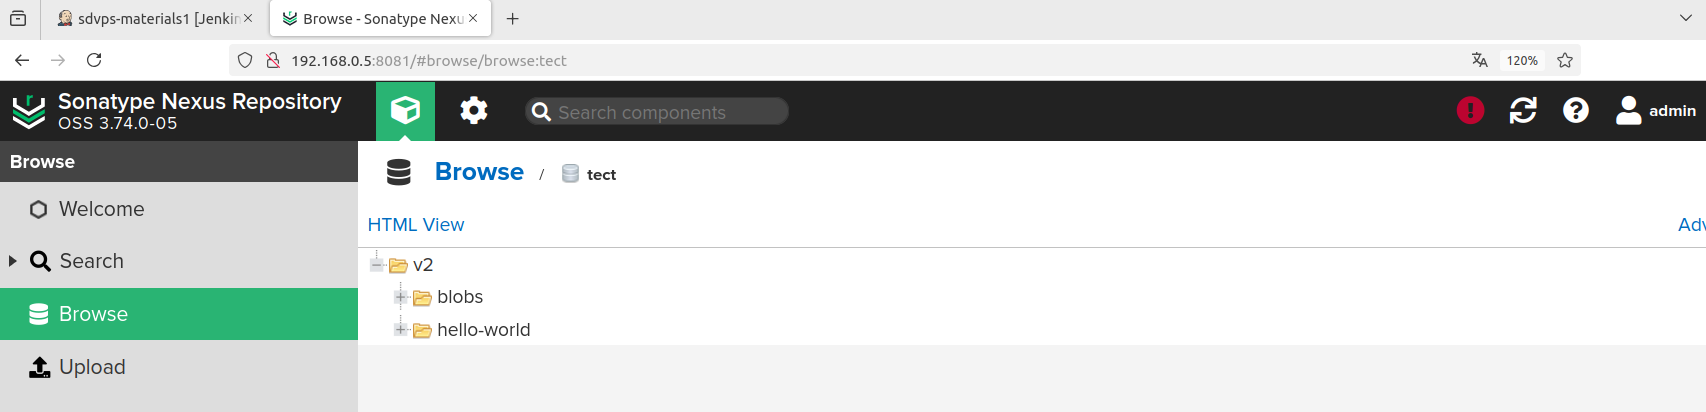 sdvps-materials1 [Jenkin
Browse - Sonatype Nexu
192.168.0.5:8081/#browse/browse:tect
120%
Sonatype Nexus Repository
OSS 3.74.0-05
Search components
admin
Browse
Browse / tect
Welcome
HTML View
Adv
Search
v2
blobs
Browse
hello-world
Upload